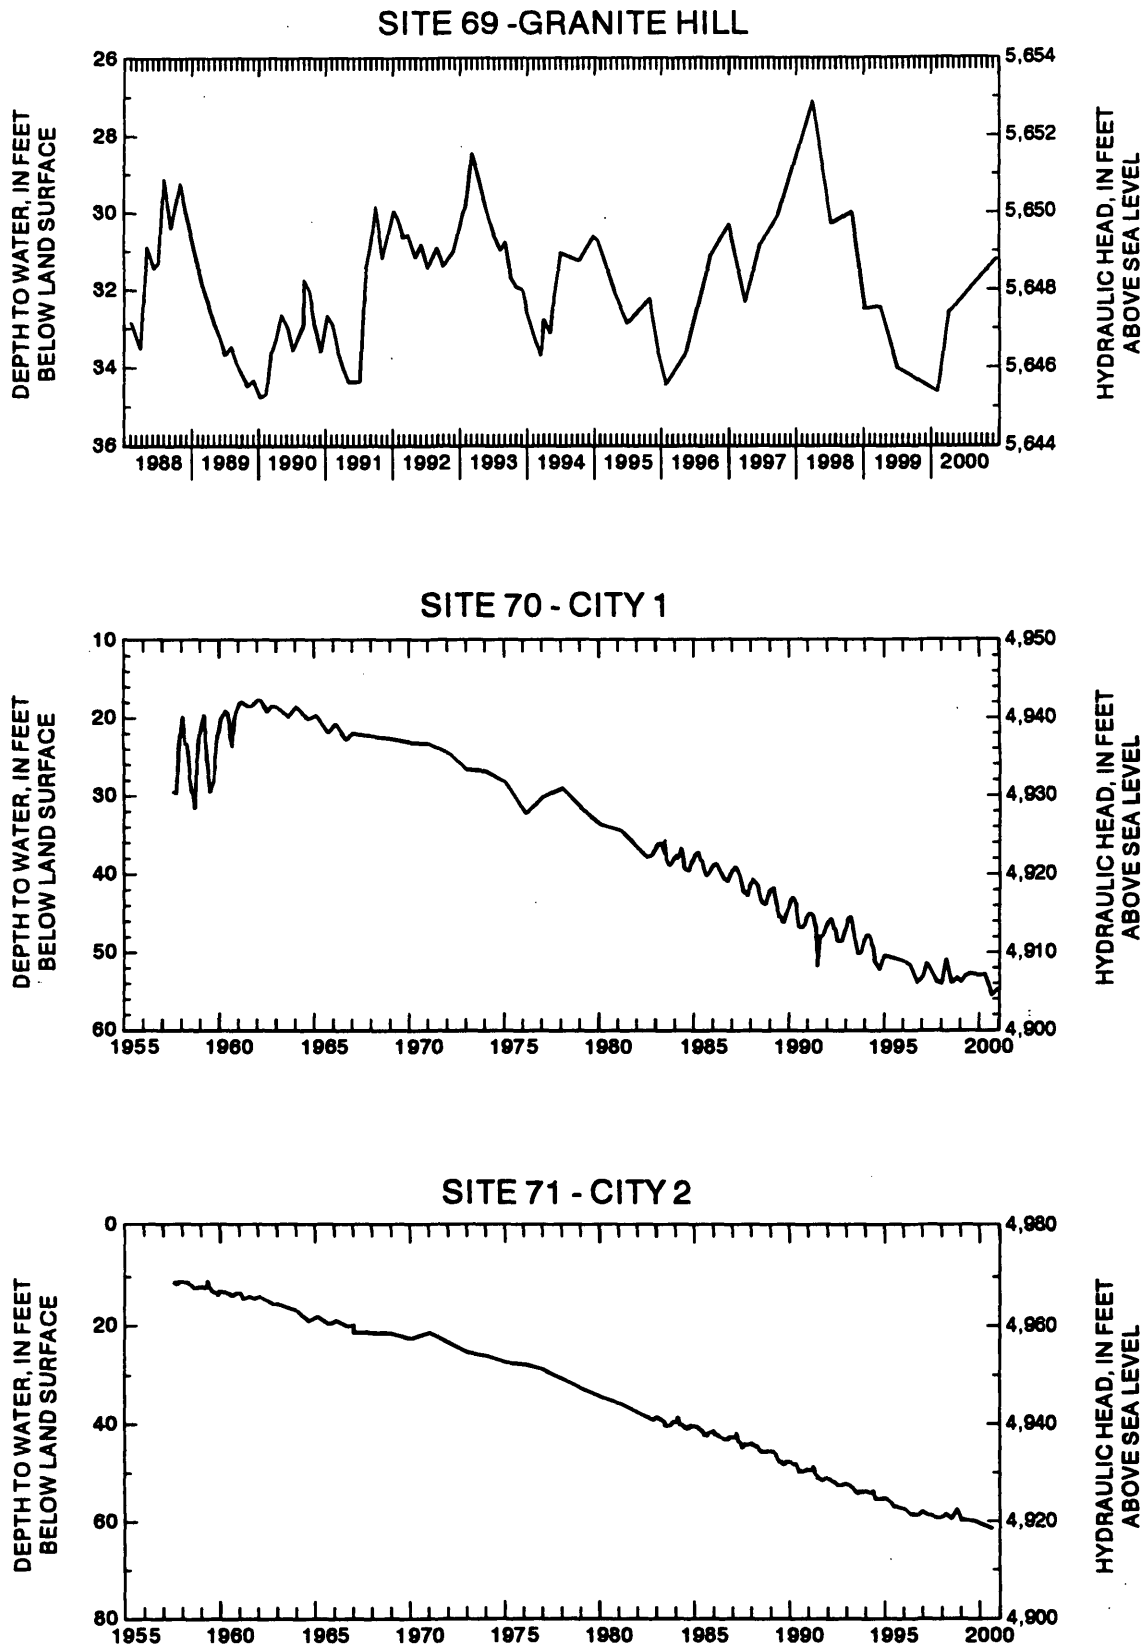 SITE 69 -GRANITE HILL
DEPTH TO WATER, IN FEET
BELOW LAND SURFACE
26
28
30
32
34
36
5,654
5,652
5,650
5,648
5,646
5,644
HYDRAULIC HEAD, IN FEET
ABOVE SEA LEVEL
1988 1989 1990 1991 1992 1993 1994 1995 1996 1997 1998 1999 2000
SITE 70 - CITY 1
DEPTH TO WATER, IN FEET
BELOW LAND SURFACE
10
20
30
40
50
60
4,950
4,940
4,930
4,920
4,910
4,900
HYDRAULIC HEAD, IN FEET
ABOVE SEA LEVEL
1955 1960 1965 1970 1975 1980 1985 1990 1995 2000
SITE 71 - CITY 2
DEPTH TO WATER, IN FEET
BELOW LAND SURFACE
0
20
40
60
80
4,980
4,960
4,940
4,920
4,900
HYDRAULIC HEAD, IN FEET
ABOVE SEA LEVEL
1955 1960 1965 1970 1975 1980 1985 1990 1995 2000